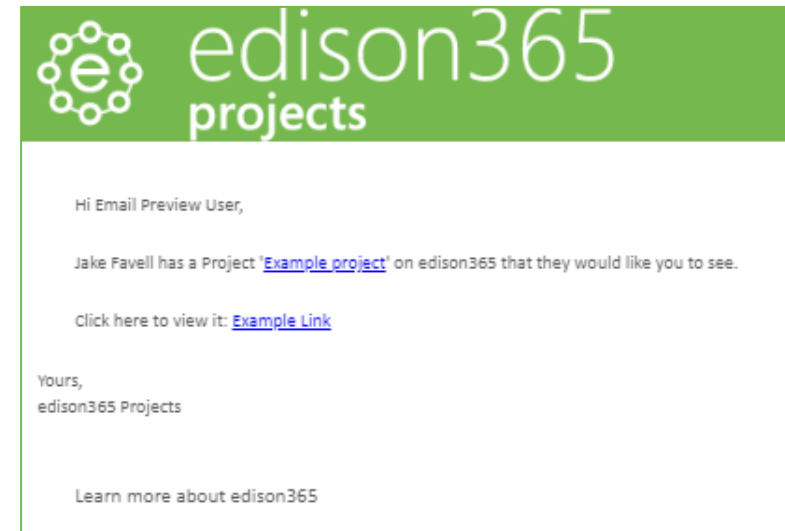 e edison365
projects
Hi Email Preview User,
Jake Favell has a Project 'Example project' on edison365 that they would like you to see.
Click here to view it: Example Link
Yours,
edison365 Projects
Learn more about edison365